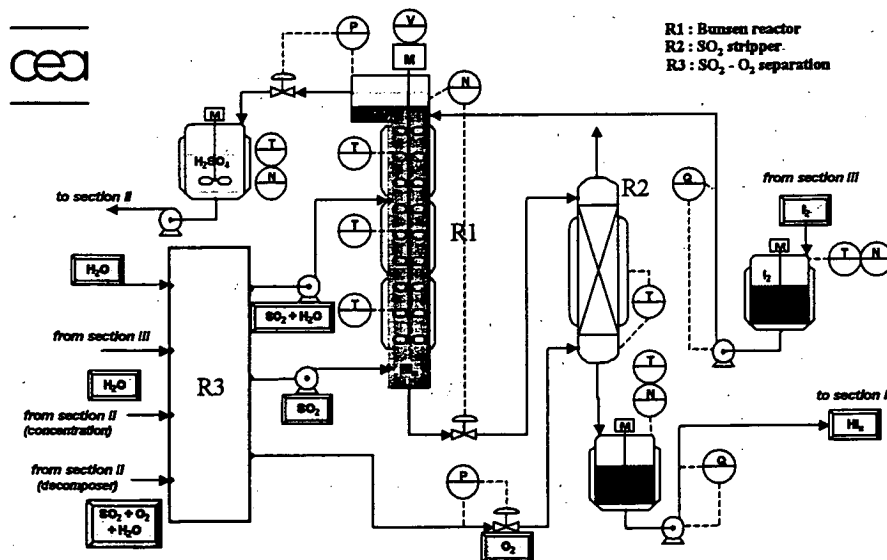 cea
R1 : Bunsen reactor
R2 : SO₂ stripper
R3 : SO₂ - O₂ separation
P
V
M
N
M
H₂SO₄
T
N
T
to section II
R1
R2
Q
from section III
I₂
M
I₂
T
N
T
H₂O
SO₂ + H₂O
T
T
from section III
H₂O
R3
SO₂
from section II
(concentration)
T
N
M
to section I
HIₓ
from section II
(decomposer)
P
Q
SO₂ + O₂
+ H₂O
O₂